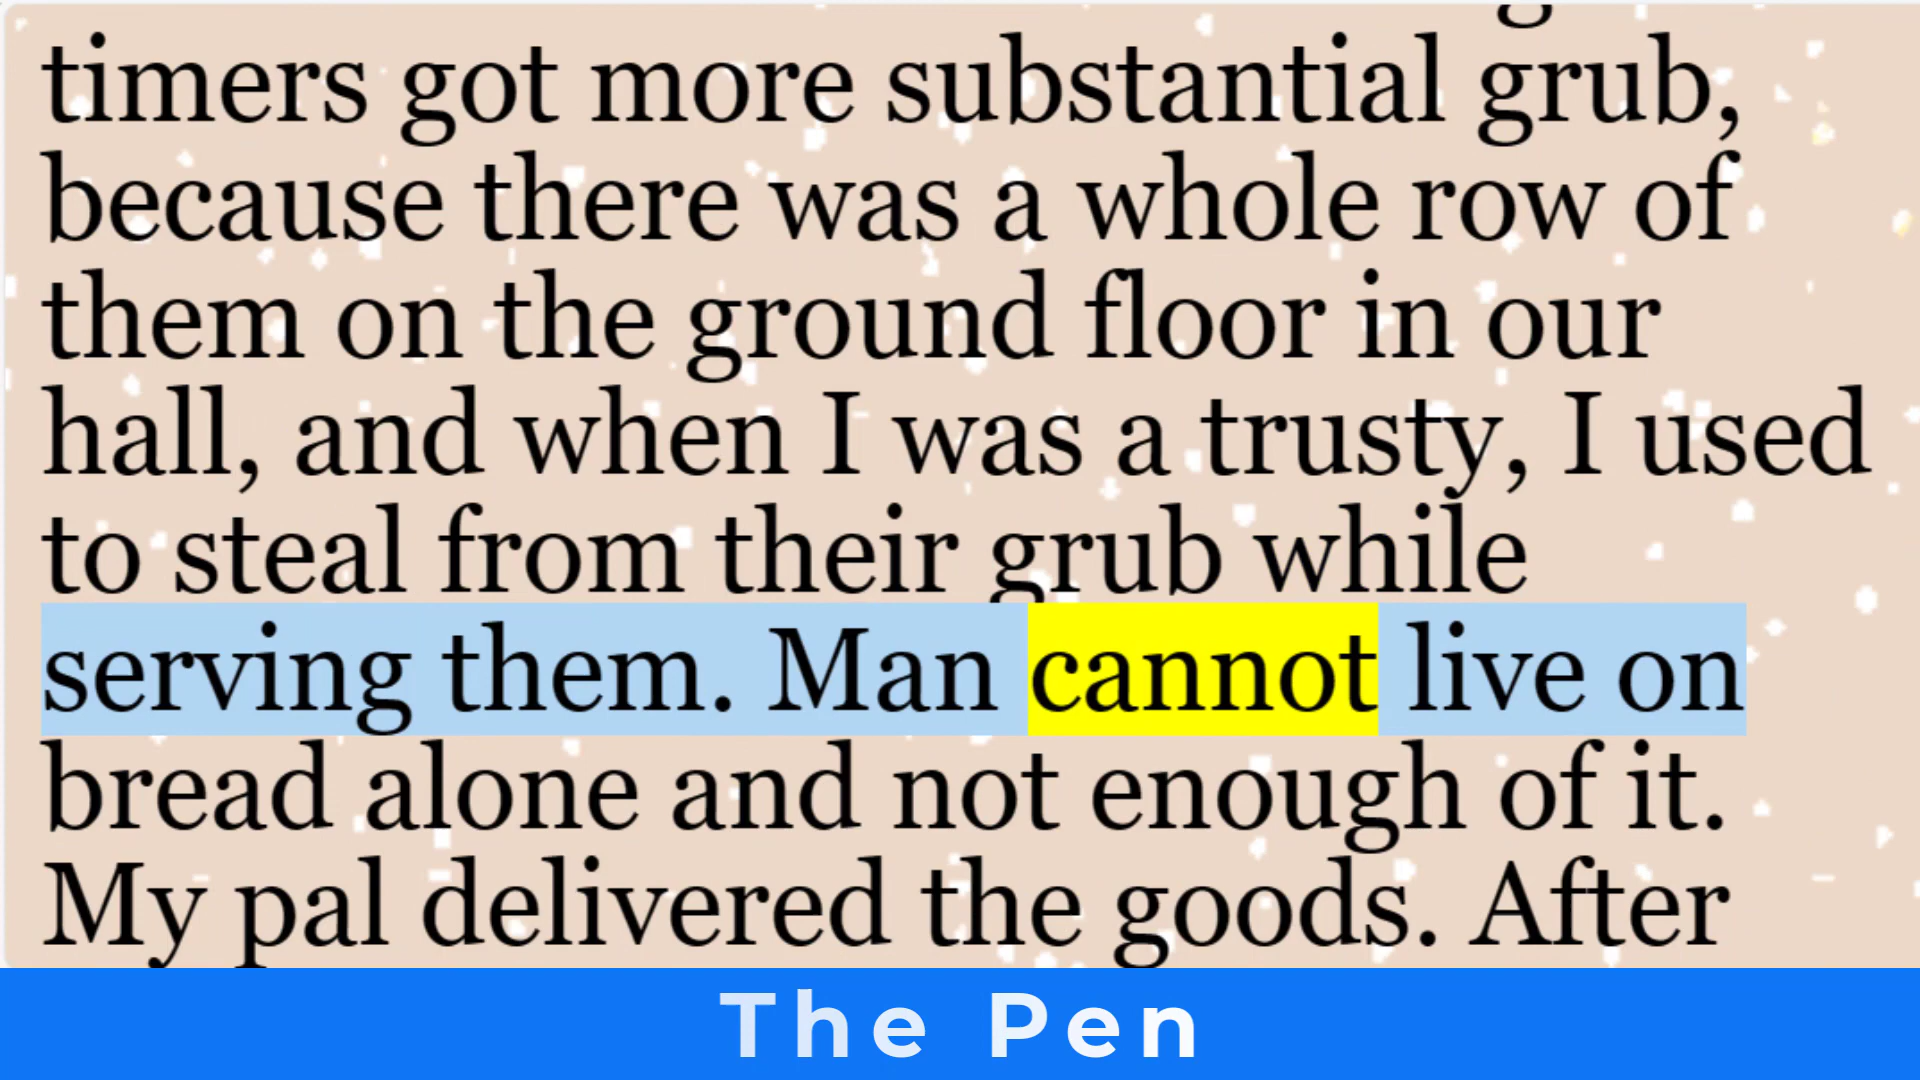 timers got more substantial grub,
because there was a whole row of
them on the ground floor in our
hall, and when I was a trusty, I used
to steal from their grub while
serving them. Man cannot live on
bread alone and not enough of it.
My pal delivered the goods. After
The Pen